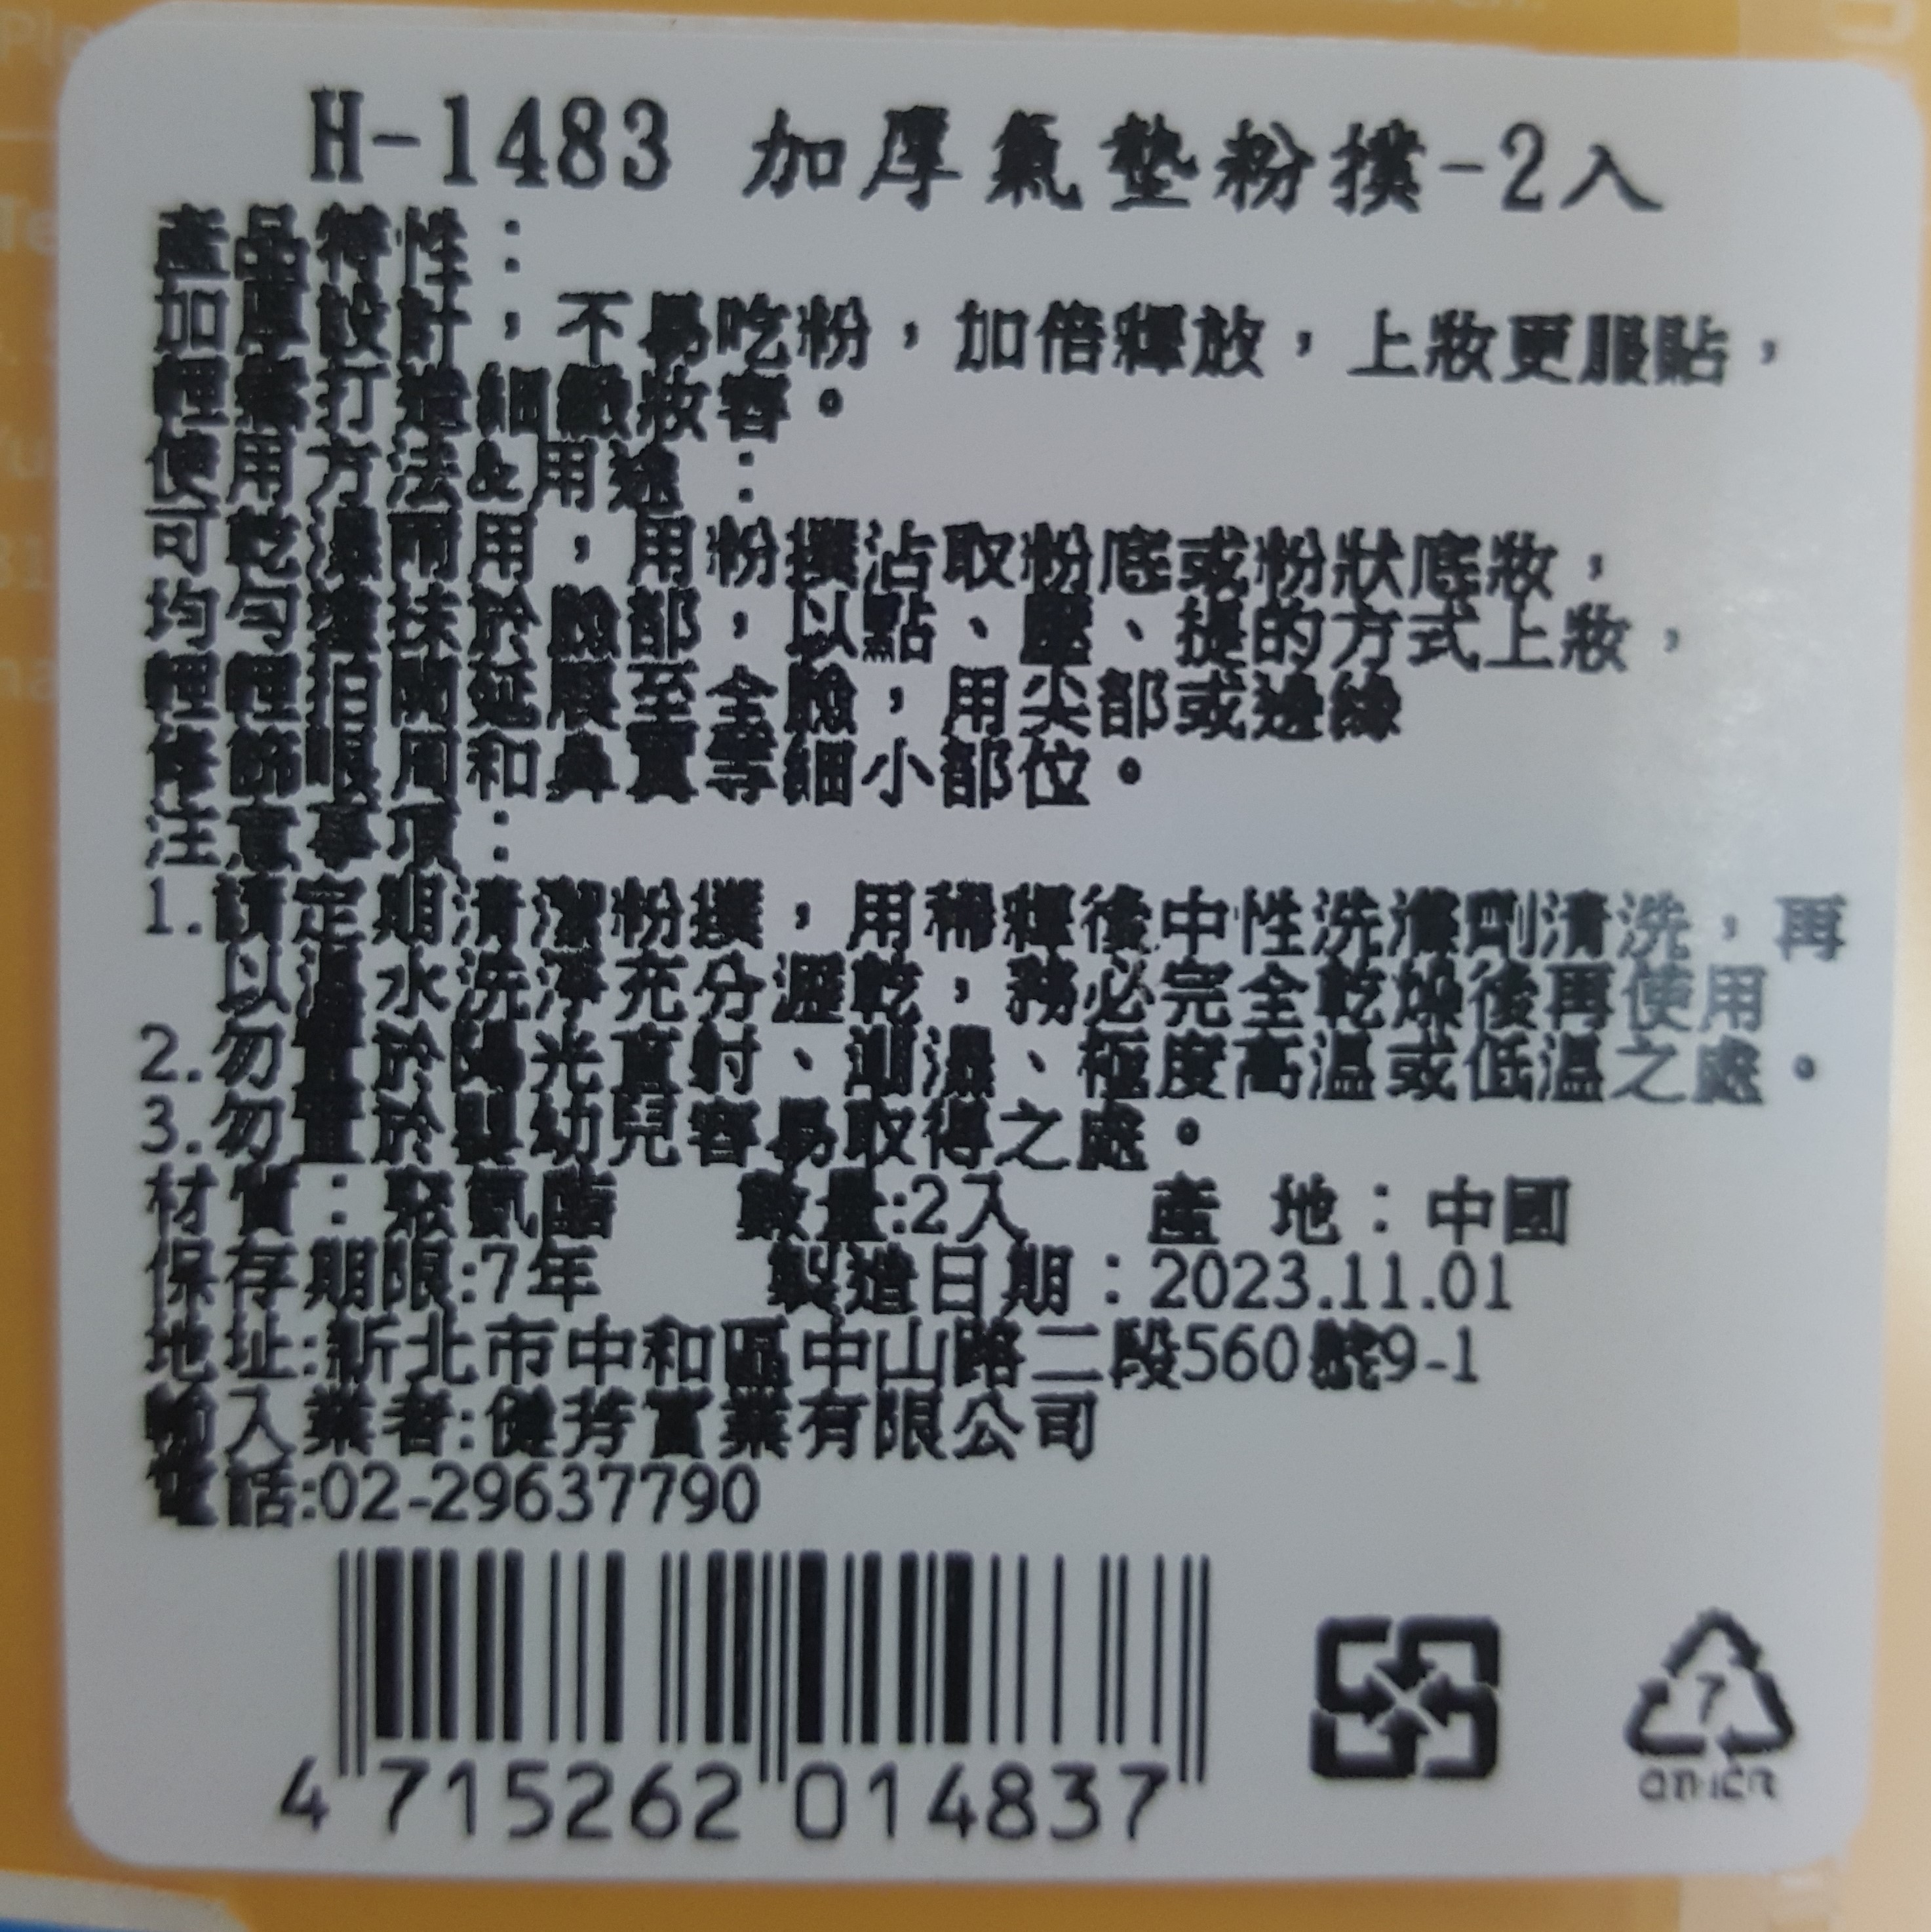 H-1483 加厚氣墊粉撲-2入
產品特性：
加厚設計，不易吃粉，加倍釋放，上妝更服貼，
輕鬆打造細緻妝容。
使用方法&用途：
可乾濕兩用，用粉撲沾取粉底或粉狀底妝，
均勻塗抹於臉部，以點、壓、提的方式上妝，
輕輕拍開延展至全臉，用尖部或邊緣
修飾眼周和鼻翼等細小部位。
注意事項：
1.請定期清潔粉撲，用稀釋後中性洗滌劑清洗，再
以溫水洗淨充分瀝乾，務必完全乾燥後再使用
2.勿置於陽光直射、潮濕、極度高溫或低溫之處。
3.勿置於嬰幼兒容易取得之處。
材質：聚氨酯 數量:2入 產 地：中國
保存期限:7年 製造日期：2023.11.01
地址:新北市中和區中山路二段560號9-1
輸入業者:健芳實業有限公司
電話:02-29637790
4 715262 014837
7
OTHER